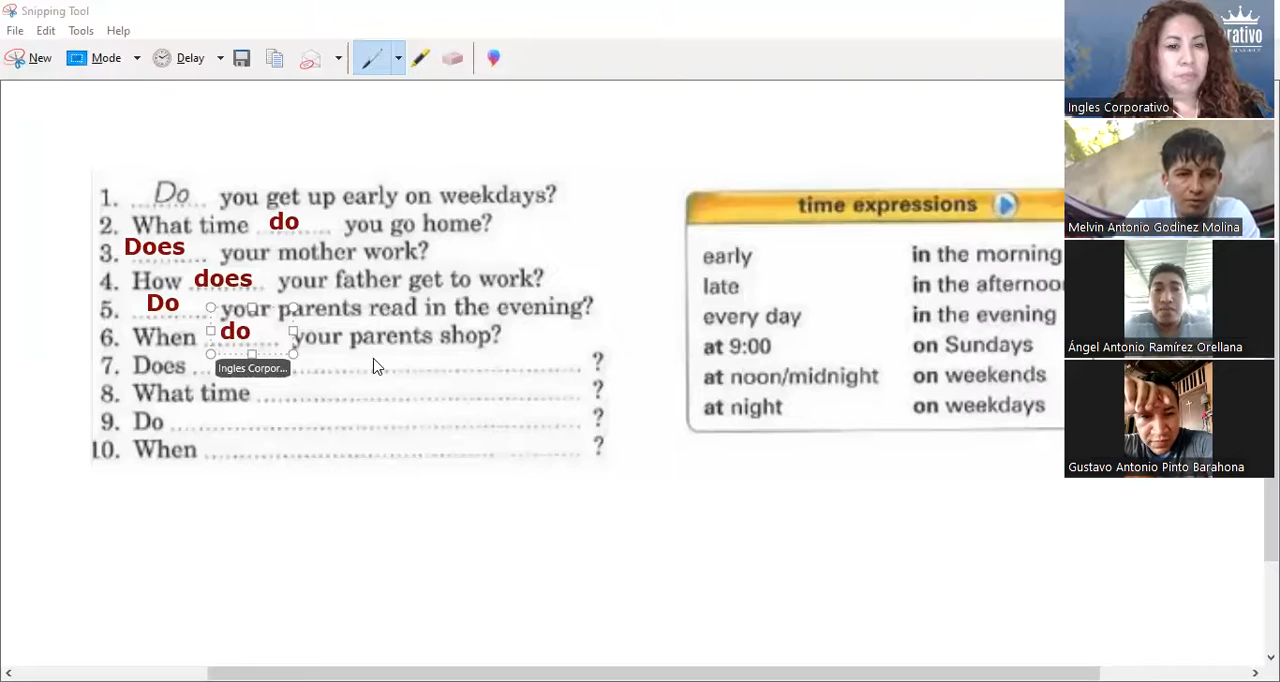 Snipping Tool
File Edit Tools Help
New Mode Delay
1. Do you get up early on weekdays?
2. What time do you go home?
3. Does your mother work?
4. How does your father get to work?
5. Do your parents read in the evening?
6. When do your parents shop?
Ingles Corpor...
7. Does ?
8. What time ?
9. Do ?
10. When ?
time expressions
early in the morning
late in the afternoon
every day in the evening
at 9:00 on Sundays
at noon/midnight on weekends
at night on weekdays
rativo
Ingles Corporativo
Melvin Antonio Godinez Molina
Ángel Antonio Ramírez Orellana
Gustavo Antonio Pinto Barahona